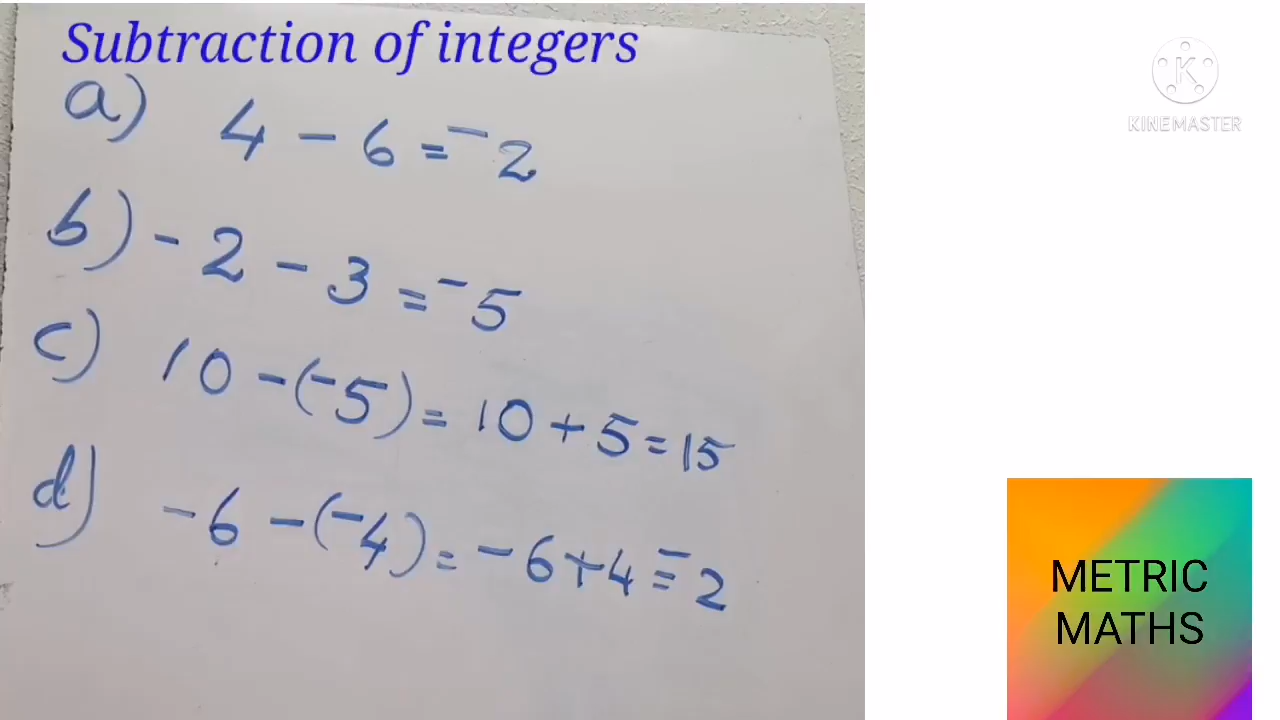 Subtraction of integers
a) 4 - 6 = -2
b) -2 - 3 = -5
c) 10 - (-5) = 10 + 5 = 15
d) -6 - (-4) = -6 + 4 = -2
K
KINEMASTER
METRIC
MATHS